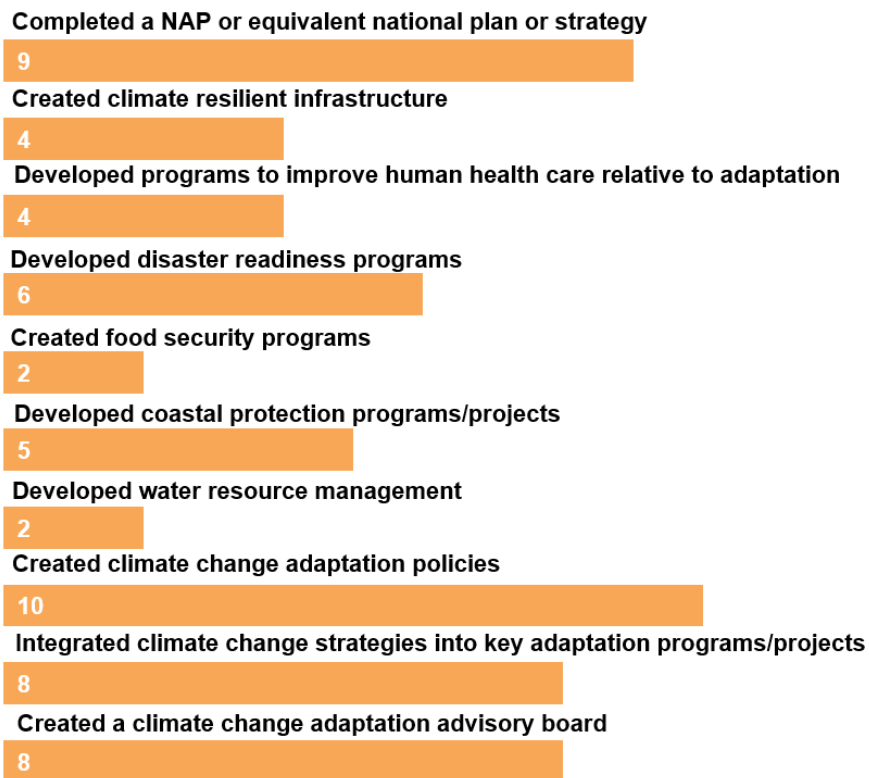 Completed a NAP or equivalent national plan or strategy
9
Created climate resilient infrastructure
4
Developed programs to improve human health care relative to adaptation
4
Developed disaster readiness programs
6
Created food security programs
2
Developed coastal protection programs/projects
5
Developed water resource management
2
Created climate change adaptation policies
10
Integrated climate change strategies into key adaptation programs/projects
8
Created a climate change adaptation advisory board
8